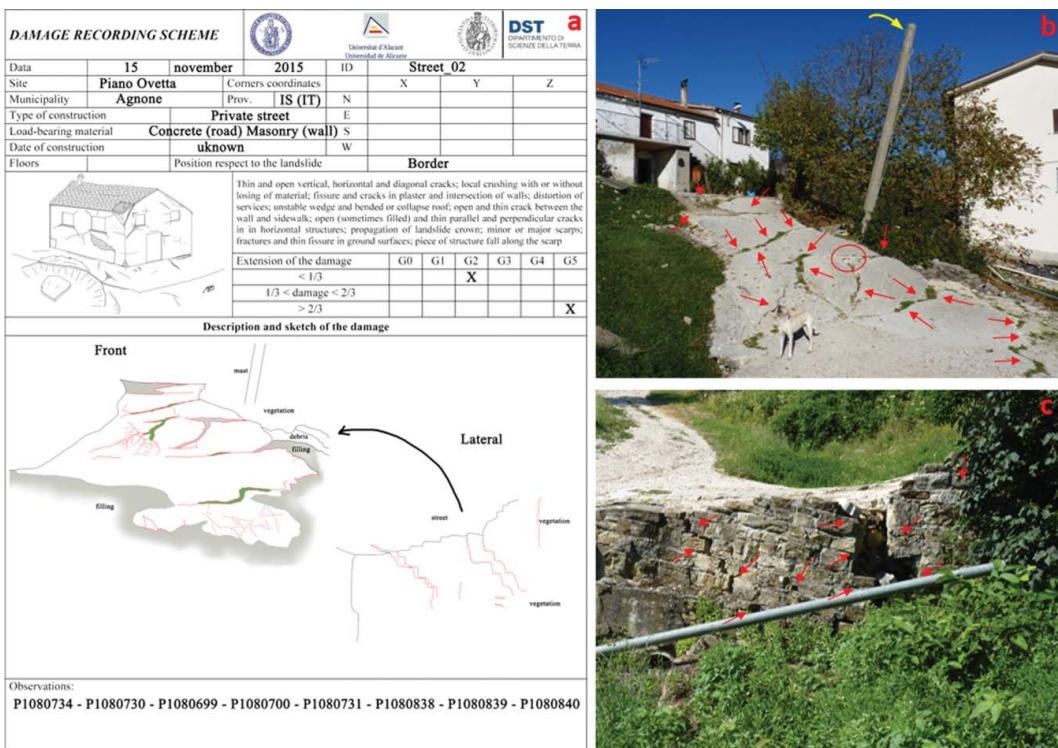 a
DAMAGE RECORDING SCHEME
Universitat d'Alacant
Universidad de Alicante
DST
DIPARTIMENTO DI
SCIENZE DELLA TERRA
Data 15 november 2015 ID Street_02
Site Piano Ovetta Corners coordinates X Y Z
Municipality Agnone Prov. IS (IT) N
Type of construction Private street E
Load-bearing material Concrete (road) Masonry (wall) S
Date of construction uknown W
Floors Position respect to the landslide Border
Thin and open vertical, horizontal and diagonal cracks; local crushing with or without
losing of material; fissure and cracks in plaster and intersection of walls; distortion of
services; unstable wedge and bended or collapse roof; open and thin crack between the
wall and sidewalk; open (sometimes filled) and thin parallel and perpendicular cracks
in in horizontal structures; propagation of landslide crown; minor or major scarps;
fractures and thin fissure in ground surfaces; piece of structure fall along the scarp
Extension of the damage G0 G1 G2 G3 G4 G5
< 1/3 X
1/3 < damage < 2/3
> 2/3 X
Description and sketch of the damage
Front
mast
vegetation
debris
filling
filling
Lateral
street
vegetation
vegetation
Observations:
P1080734 - P1080730 - P1080699 - P1080700 - P1080731 - P1080838 - P1080839 - P1080840
b
c